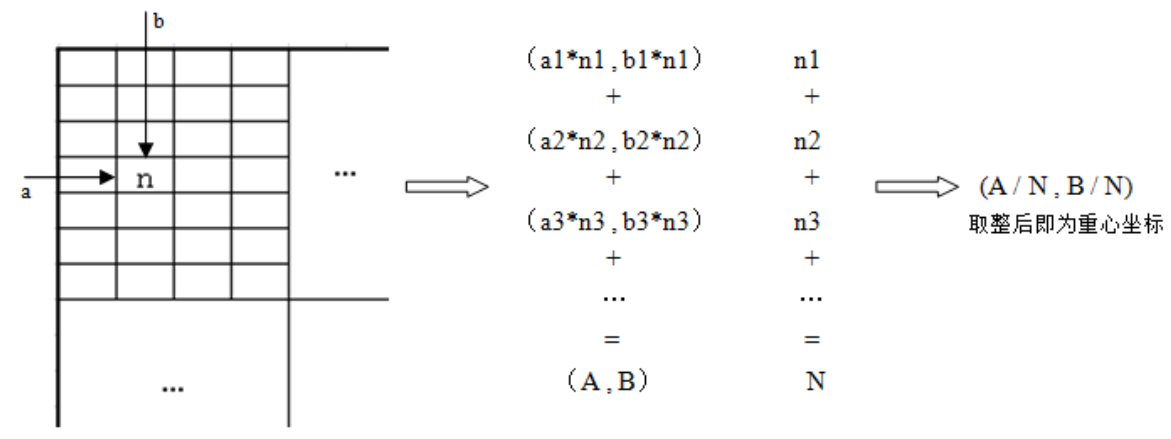 b
a
n
...
...
（a1*n1 , b1*n1） n1
+ +
（a2*n2 , b2*n2） n2
+ +
（a3*n3 , b3*n3） n3
+ +
... ...
= =
（A , B） N
(A / N , B / N)
取整后即为重心坐标